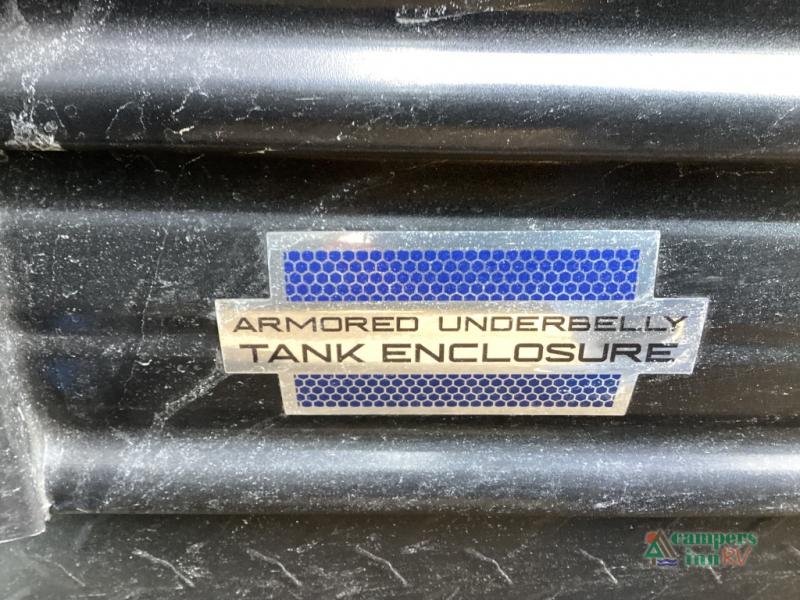 ARMORED UNDERBELLY
TANK ENCLOSURE
campers
inn RV